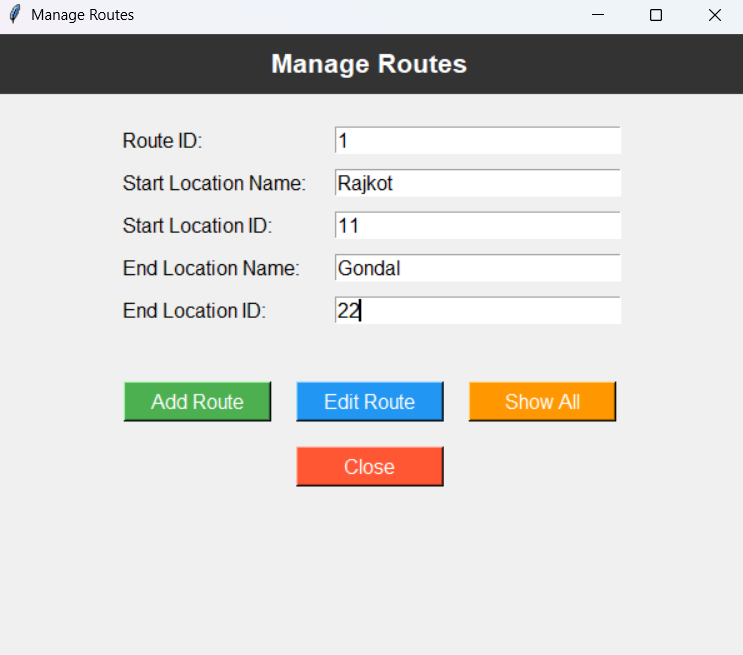 Manage Routes
Manage Routes
Route ID: 1
Start Location Name: Rajkot
Start Location ID: 11
End Location Name: Gondal
End Location ID: 22
Add Route Edit Route Show All
Close